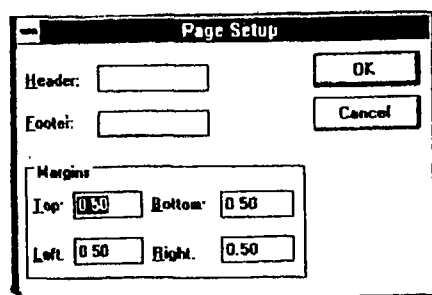 Page Setup
Header:
OK
Footer:
Cancel
Margins
Top: 0.50 Bottom: 0.50
Left. 0.50 Right. 0.50